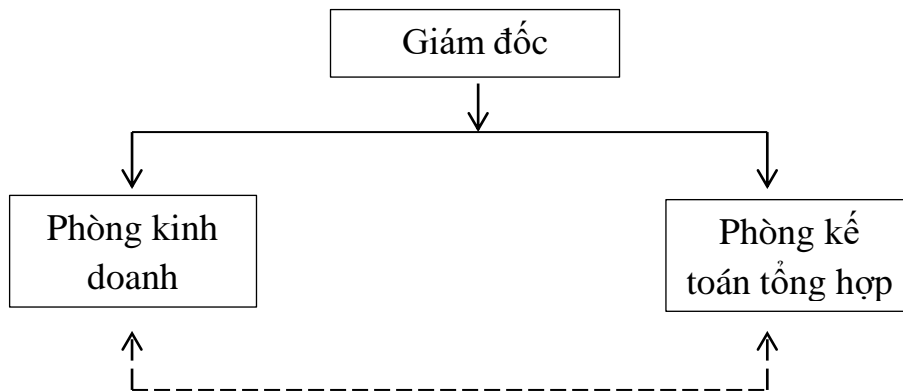 Giám đốc
Phòng kinh
doanh
Phòng kế
toán tổng hợp